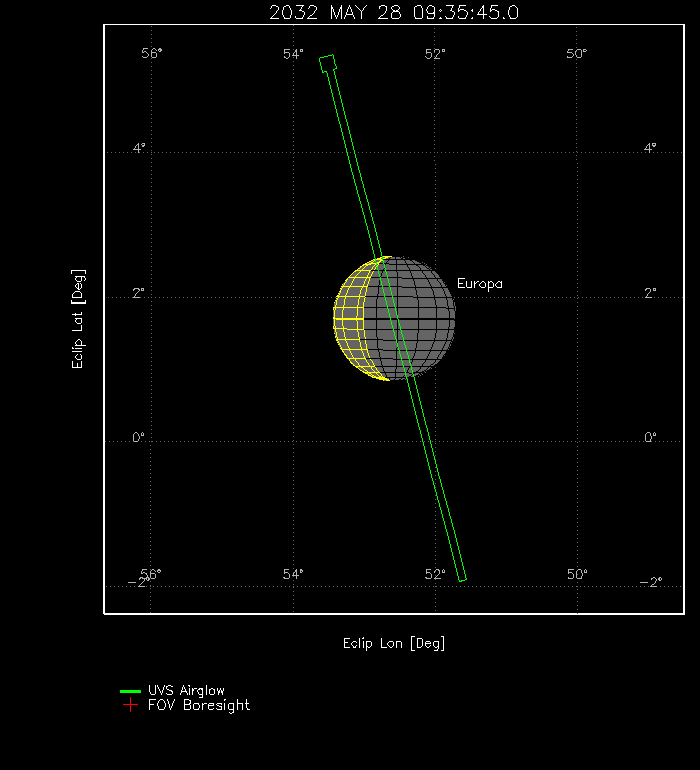 2032 MAY 28 09:35:45.0
56° 54° 52° 50°
4° 4°
Europa
2° 2°
Eclip Lat [Deg]
0° 0°
56° 54° 52° 50°
-2° -2°
Eclip Lon [Deg]
UVS Airglow
FOV Boresight